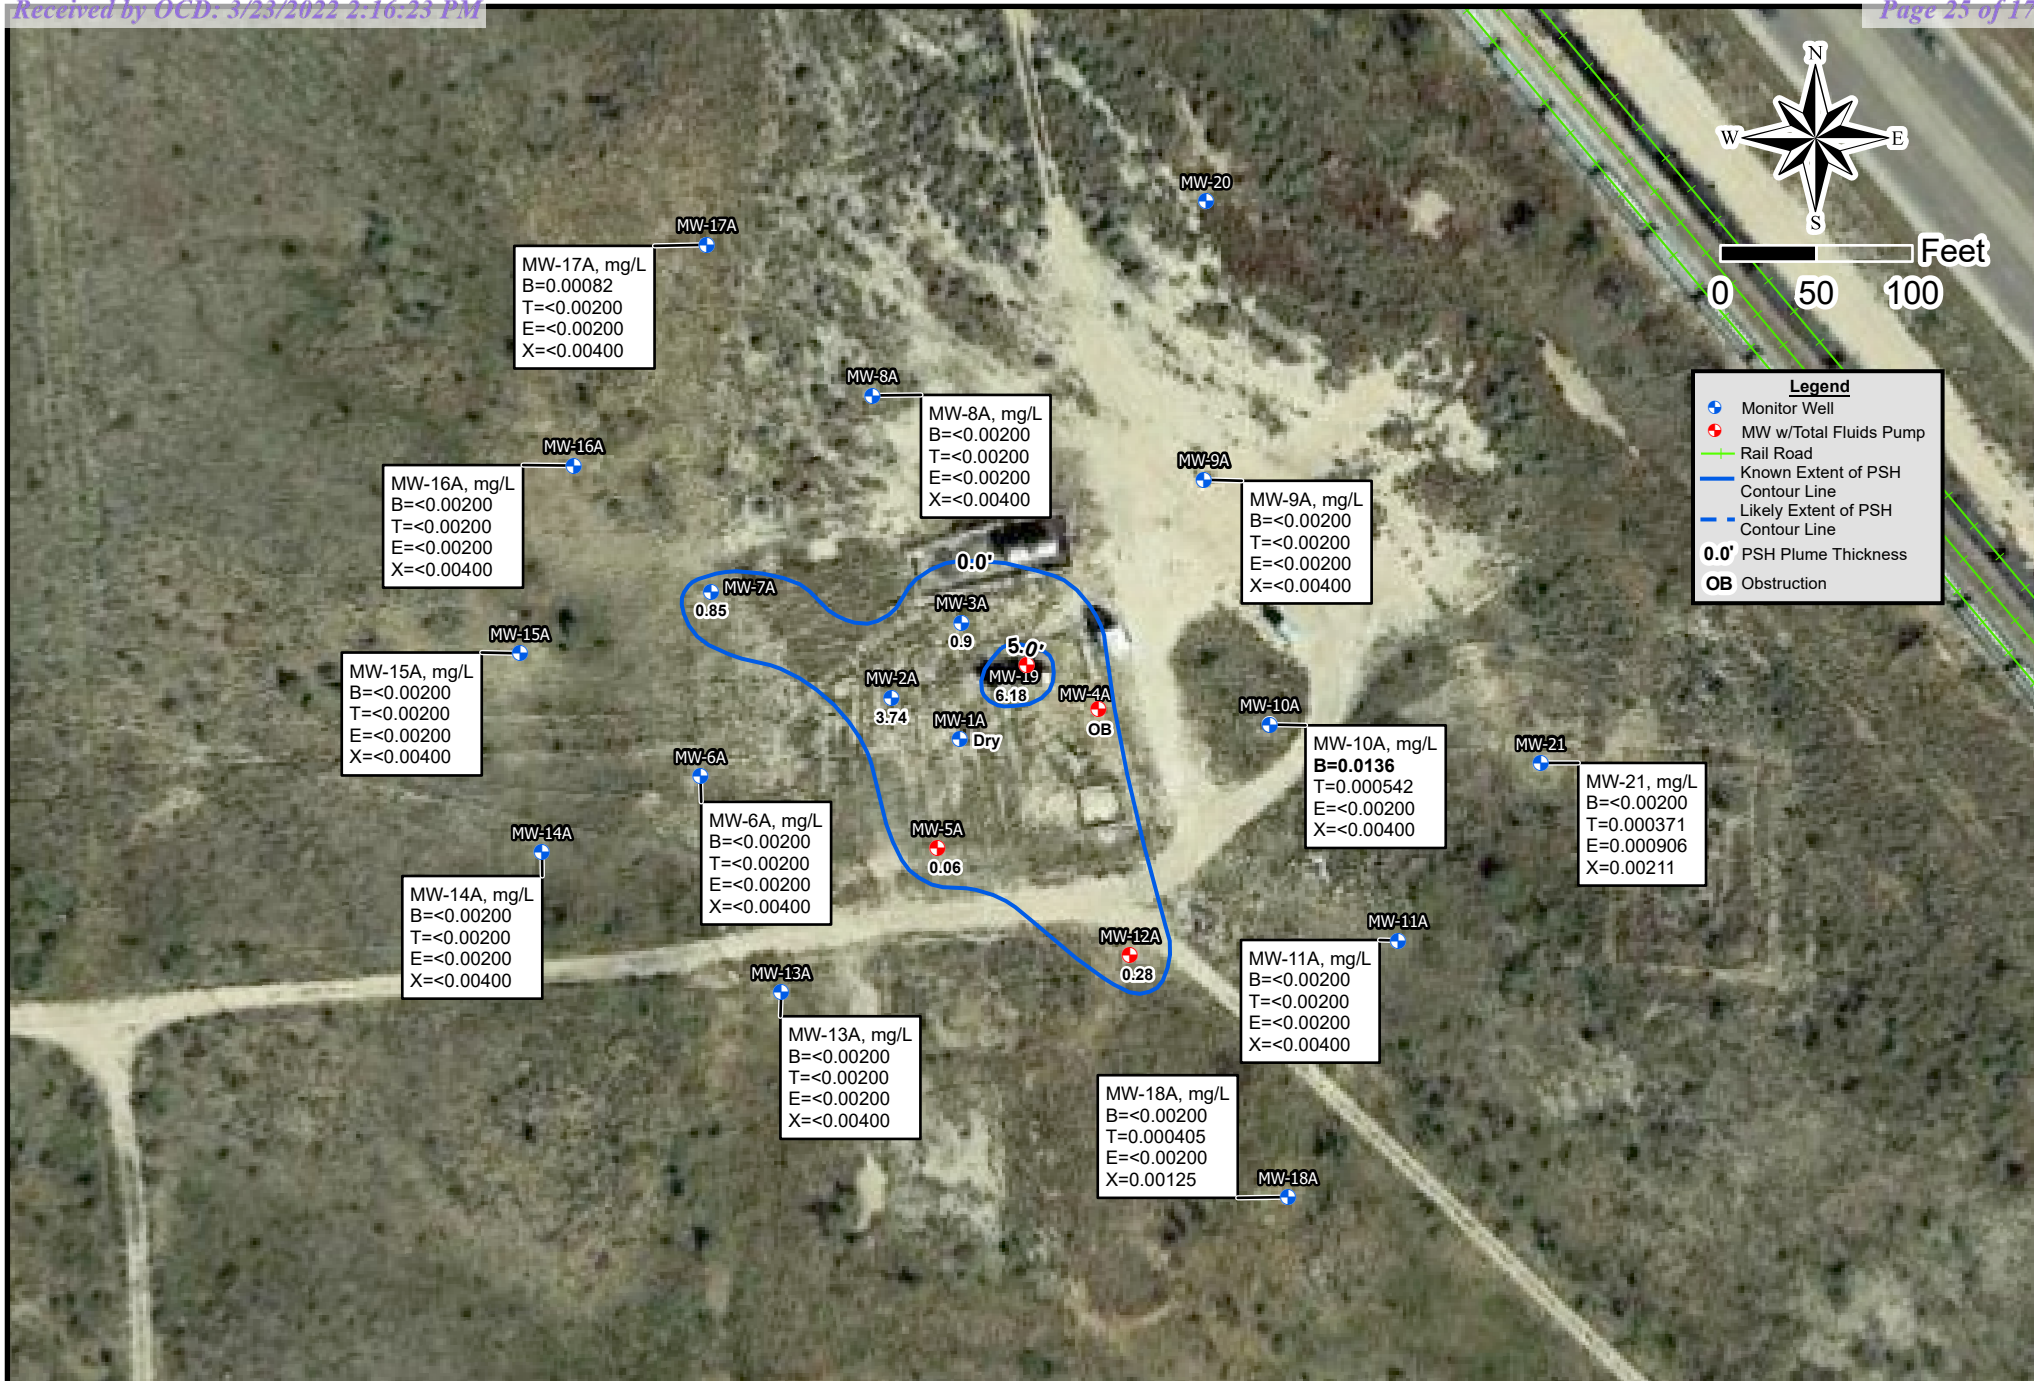 Received by OCD: 3/23/2022 2:16:23 PM
Page 25 of 17
N
W
E
S
Feet
0 50 100
MW-20
MW-17A
MW-17A, mg/L
B=0.00082
T=<0.00200
E=<0.00200
X=<0.00400
MW-8A
MW-8A, mg/L
B=<0.00200
T=<0.00200
E=<0.00200
X=<0.00400
Legend
Monitor Well
MW w/Total Fluids Pump
Rail Road
Known Extent of PSH
Contour Line
Likely Extent of PSH
Contour Line
0.0' PSH Plume Thickness
OB Obstruction
MW-16A
MW-16A, mg/L
B=<0.00200
T=<0.00200
E=<0.00200
X=<0.00400
MW-9A
MW-9A, mg/L
B=<0.00200
T=<0.00200
E=<0.00200
X=<0.00400
0.0'
MW-7A
0.85
MW-3A
0.9
5.0'
MW-19
6.18
MW-2A
3.74
MW-4A
OB
MW-1A
Dry
MW-15A
MW-15A, mg/L
B=<0.00200
T=<0.00200
E=<0.00200
X=<0.00400
MW-10A
MW-10A, mg/L
B=0.0136
T=0.000542
E=<0.00200
X=<0.00400
MW-21
MW-21, mg/L
B=<0.00200
T=0.000371
E=0.000906
X=0.00211
MW-6A
MW-6A, mg/L
B=<0.00200
T=<0.00200
E=<0.00200
X=<0.00400
MW-5A
0.06
MW-14A
MW-14A, mg/L
B=<0.00200
T=<0.00200
E=<0.00200
X=<0.00400
MW-12A
0.28
MW-11A
MW-11A, mg/L
B=<0.00200
T=<0.00200
E=<0.00200
X=<0.00400
MW-13A
MW-13A, mg/L
B=<0.00200
T=<0.00200
E=<0.00200
X=<0.00400
MW-18A, mg/L
B=<0.00200
T=0.000405
E=<0.00200
X=0.00125
MW-18A